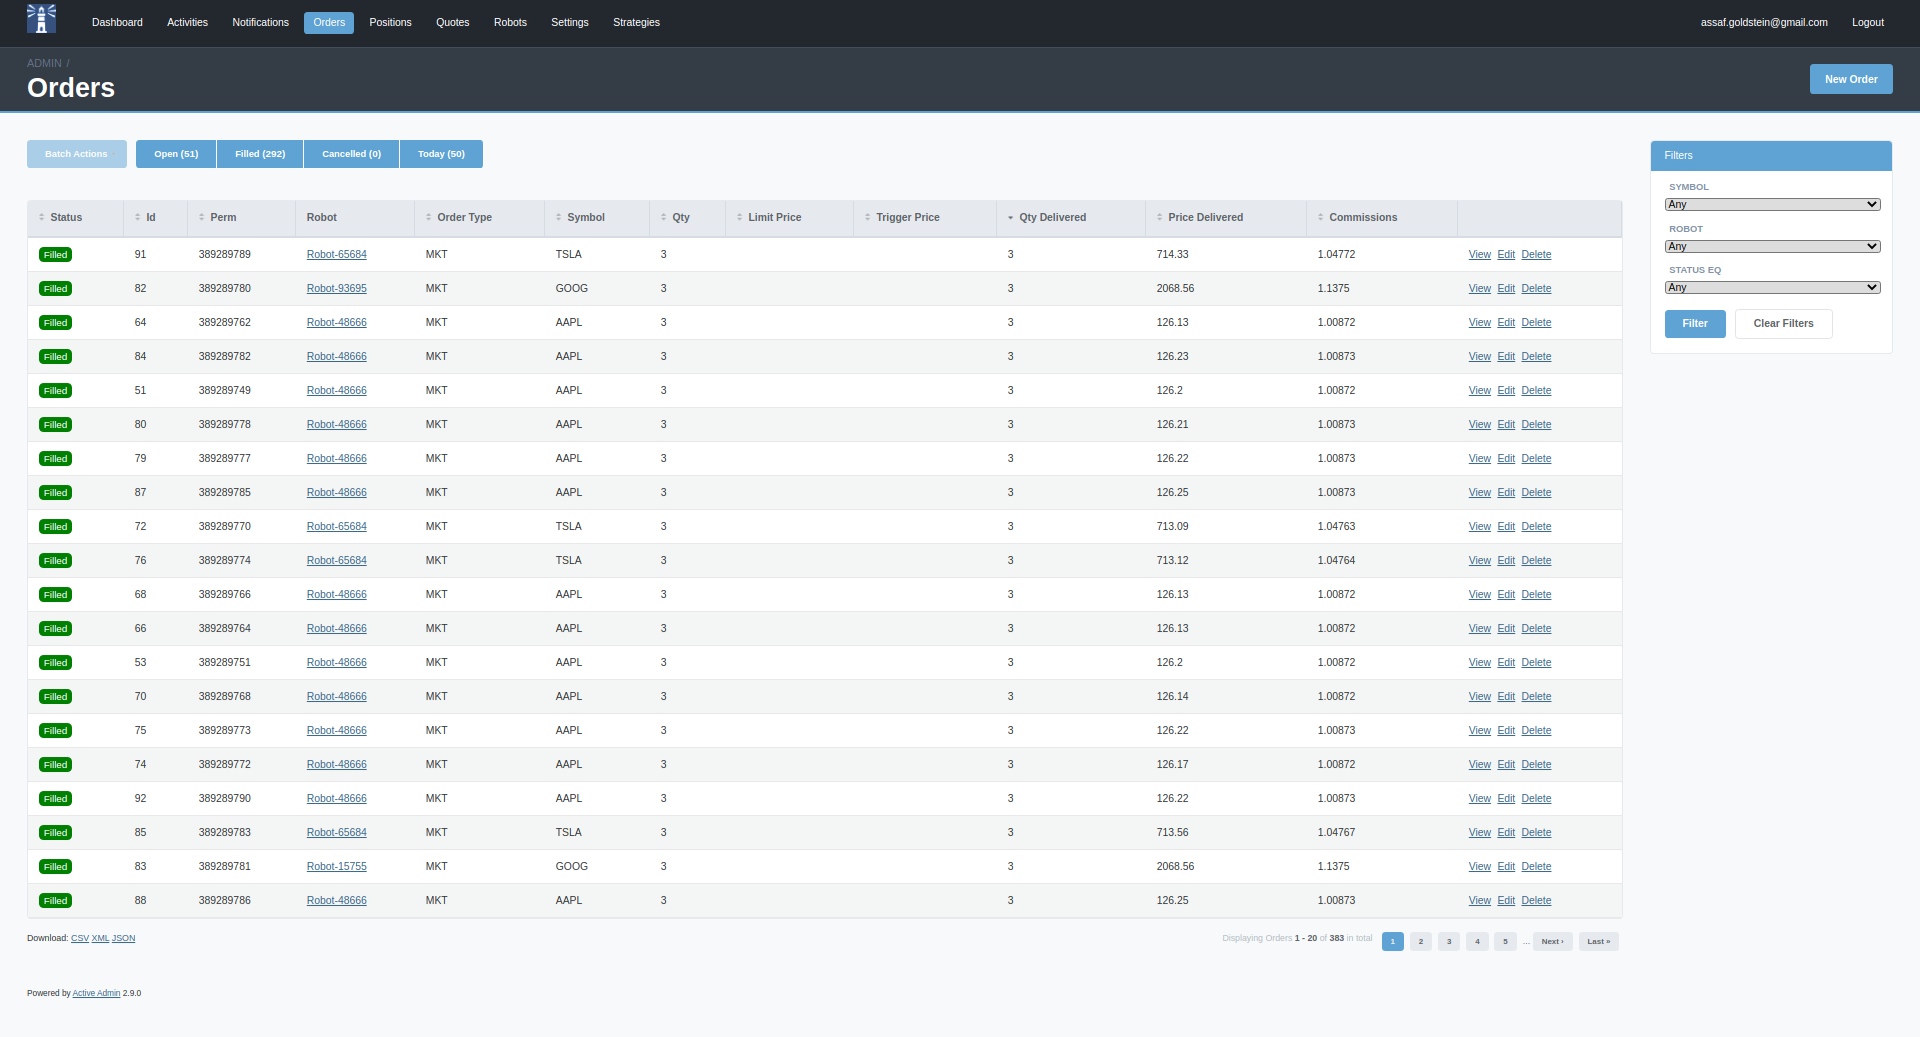 Dashboard Activities Notifications Orders Positions Quotes Robots Settings Strategies assaf.goldstein@gmail.com Logout
ADMIN /
Orders
New Order
Batch Actions Open (51) Filled (292) Cancelled (0) Today (50)
Status Id Perm Robot Order Type Symbol Qty Limit Price Trigger Price Qty Delivered Price Delivered Commissions
Filled 91 389289789 Robot-65684 MKT TSLA 3 3 714.33 1.04772 View Edit Delete
Filled 82 389289780 Robot-93695 MKT GOOG 3 3 2068.56 1.1375 View Edit Delete
Filled 64 389289762 Robot-48666 MKT AAPL 3 3 126.13 1.00872 View Edit Delete
Filled 84 389289782 Robot-48666 MKT AAPL 3 3 126.23 1.00873 View Edit Delete
Filled 51 389289749 Robot-48666 MKT AAPL 3 3 126.2 1.00872 View Edit Delete
Filled 80 389289778 Robot-48666 MKT AAPL 3 3 126.21 1.00873 View Edit Delete
Filled 79 389289777 Robot-48666 MKT AAPL 3 3 126.22 1.00873 View Edit Delete
Filled 87 389289785 Robot-48666 MKT AAPL 3 3 126.25 1.00873 View Edit Delete
Filled 72 389289770 Robot-65684 MKT TSLA 3 3 713.09 1.04763 View Edit Delete
Filled 76 389289774 Robot-65684 MKT TSLA 3 3 713.12 1.04764 View Edit Delete
Filled 68 389289766 Robot-48666 MKT AAPL 3 3 126.13 1.00872 View Edit Delete
Filled 66 389289764 Robot-48666 MKT AAPL 3 3 126.13 1.00872 View Edit Delete
Filled 53 389289751 Robot-48666 MKT AAPL 3 3 126.2 1.00872 View Edit Delete
Filled 70 389289768 Robot-48666 MKT AAPL 3 3 126.14 1.00872 View Edit Delete
Filled 75 389289773 Robot-48666 MKT AAPL 3 3 126.22 1.00873 View Edit Delete
Filled 74 389289772 Robot-48666 MKT AAPL 3 3 126.17 1.00872 View Edit Delete
Filled 92 389289790 Robot-48666 MKT AAPL 3 3 126.22 1.00873 View Edit Delete
Filled 85 389289783 Robot-65684 MKT TSLA 3 3 713.56 1.04767 View Edit Delete
Filled 83 389289781 Robot-15755 MKT GOOG 3 3 2068.56 1.1375 View Edit Delete
Filled 88 389289786 Robot-48666 MKT AAPL 3 3 126.25 1.00873 View Edit Delete
Download: CSV XML JSON
Displaying Orders 1 - 20 of 383 in total 1 2 3 4 5 ... Next › Last »
Filters
SYMBOL
Any
ROBOT
Any
STATUS EQ
Any
Filter Clear Filters
Powered by Active Admin 2.9.0